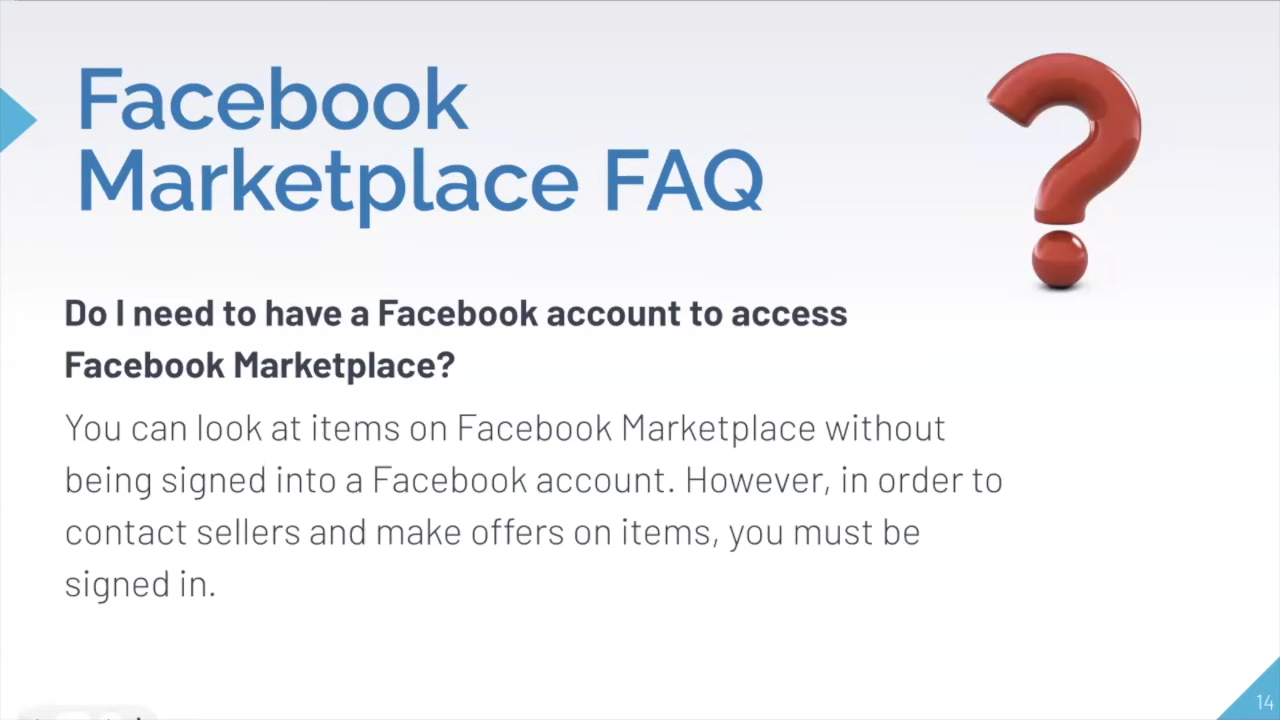 Facebook
Marketplace FAQ
Do I need to have a Facebook account to access
Facebook Marketplace?
You can look at items on Facebook Marketplace without
being signed into a Facebook account. However, in order to
contact sellers and make offers on items, you must be
signed in.
14